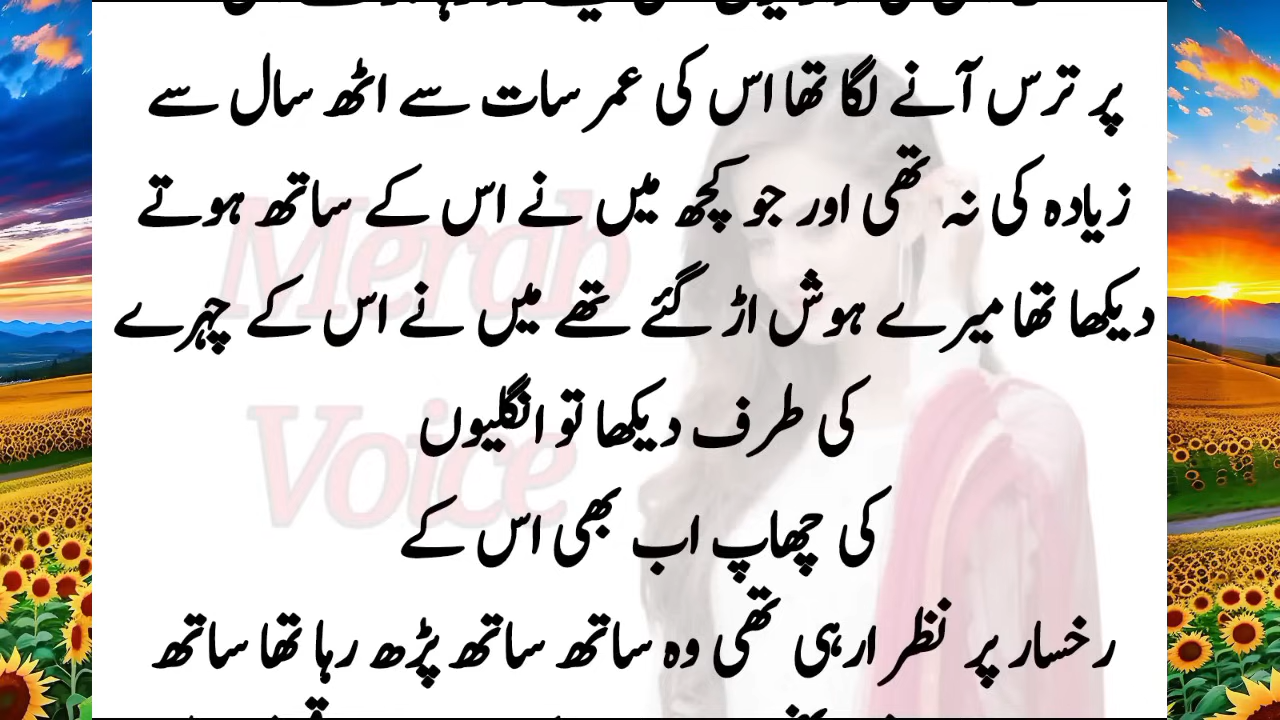 پر ترس آنے لگا تھا اس کی عمر سات سے اٹھ سال سے
زیادہ کی نہ تھی اور جو کچھ میں نے اس کے ساتھ ہوتے
دیکھا تھا میرے ہوش اڑ گئے تھے میں نے اس کے چہرے
کی طرف دیکھا تو انگلیوں
کی چھاپ اب بھی اس کے
رخسار پر نظر ارہی تھی وہ ساتھ ساتھ پڑھ رہا تھا ساتھ
Merab
Voice